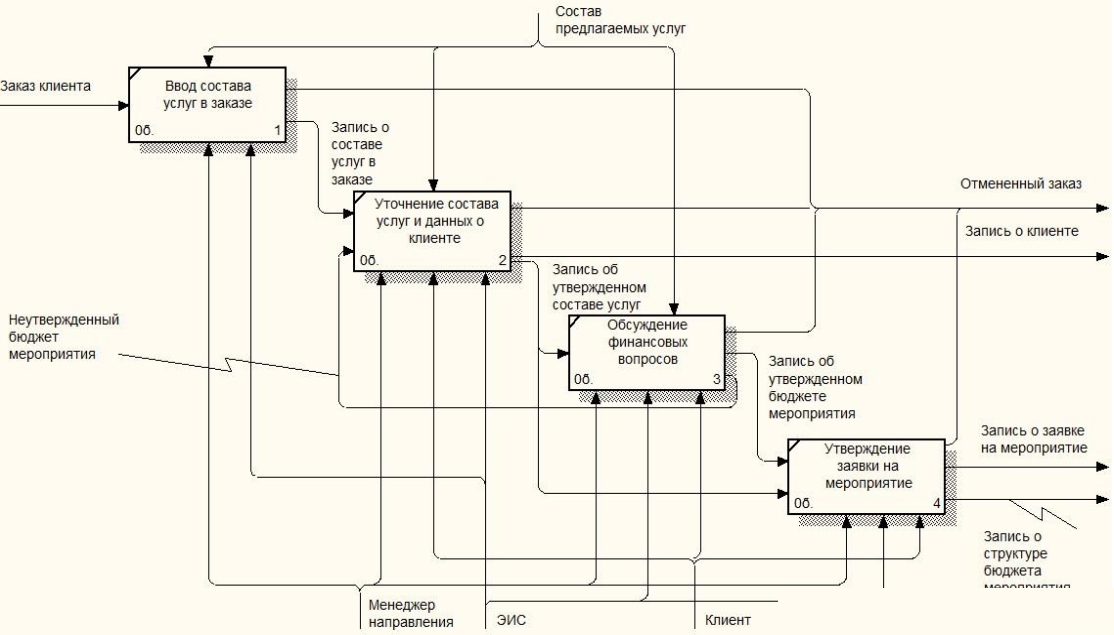 Состав
предлагаемых услуг
Заказ клиента
Ввод состава
услуг в заказе
0б.
1
Запись о
составе
услуг в
заказе
Отмененный заказ
Уточнение состава
услуг и данных о
клиенте
0б.
2
Запись о клиенте
Запись об
утвержденном
составе услуг
Неутвержденный
бюджет
мероприятия
Обсуждение
финансовых
вопросов
0б.
3
Запись об
утвержденном
бюджете
мероприятия
Утверждение
заявки на
мероприятие
0б.
4
Запись о заявке
на мероприятие
Запись о
структуре
бюджета
мероприятия
Менеджер
направления
ЭИС
Клиент